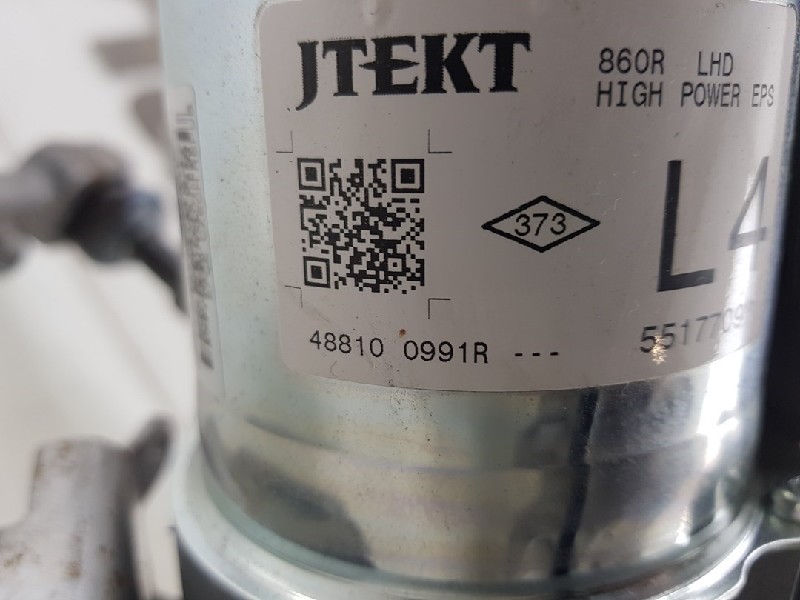 JTEKT
860R LHD
HIGH POWER EPS
373
L4
48810 0991R ---